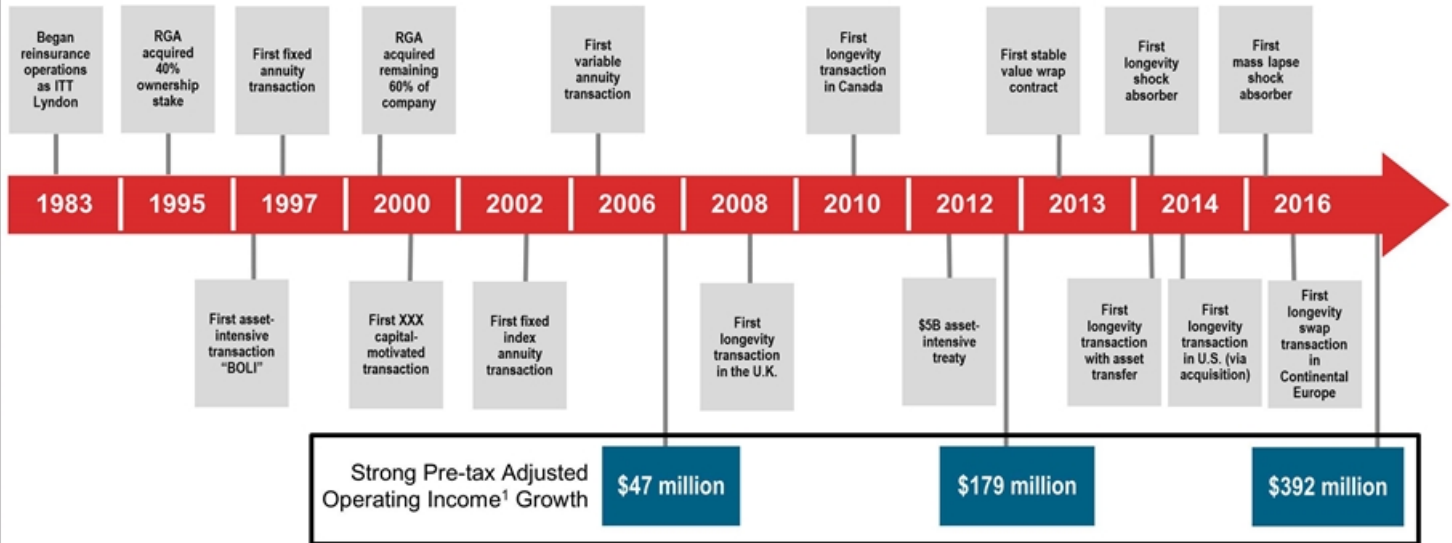 Began
reinsurance
operations
as ITT
Lyndon
RGA
acquired
40%
ownership
stake
First fixed
annuity
transaction
RGA
acquired
remaining
60% of
company
First
variable
annuity
transaction
First
longevity
transaction
in Canada
First stable
value wrap
contract
First
longevity
shock
absorber
First
mass lapse
shock
absorber
1983
1995
1997
2000
2002
2006
2008
2010
2012
2013
2014
2016
First asset-
intensive
transaction
“BOLI”
First XXX
capital-
motivated
transaction
First fixed
index
annuity
transaction
First
longevity
transaction
in the U.K.
$5B asset-
intensive
treaty
First
longevity
transaction
with asset
transfer
First
longevity
transaction
in U.S. (via
acquisition)
First
longevity
swap
transaction
in
Continental
Europe
Strong Pre-tax Adjusted
Operating Income¹ Growth
$47 million
$179 million
$392 million